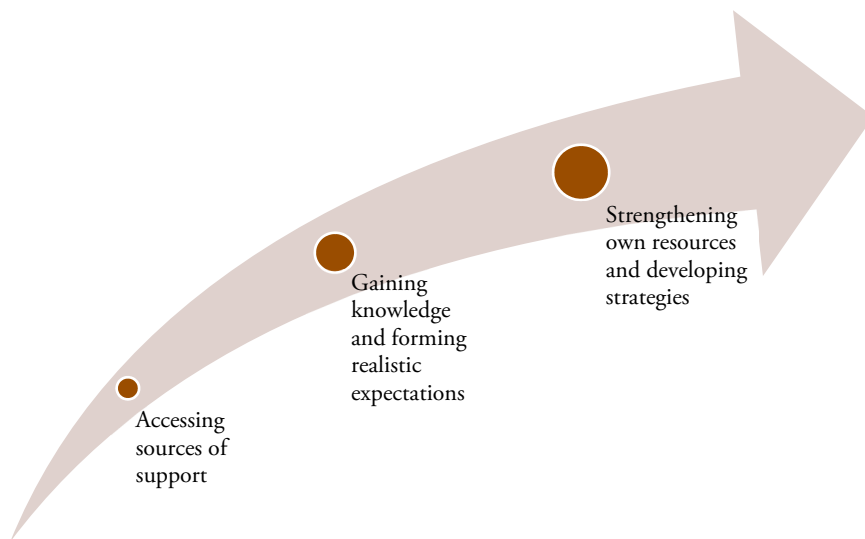 Accessing
sources of
support
Gaining
knowledge
and forming
realistic
expectations
Strengthening
own resources
and developing
strategies